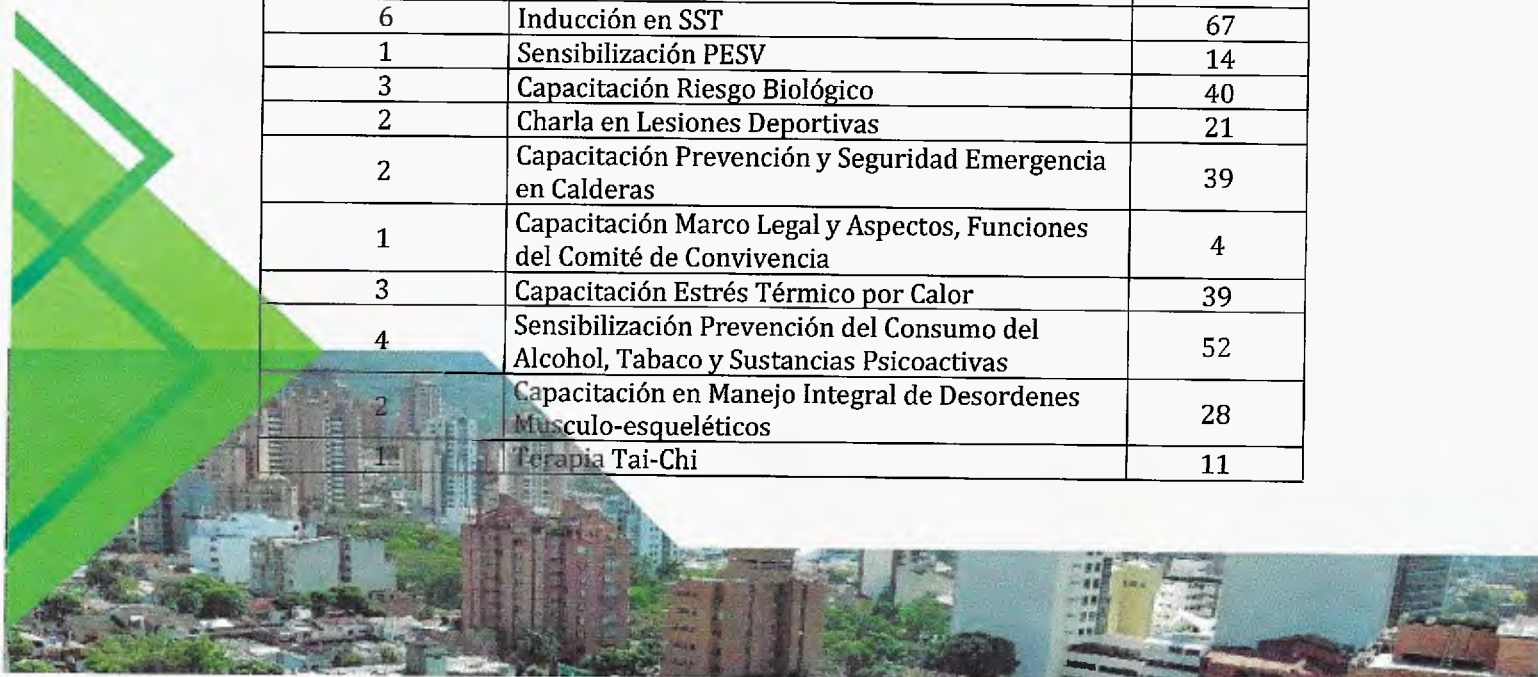 6 Inducción en SST 67
1 Sensibilización PESV 14
3 Capacitación Riesgo Biológico 40
2 Charla en Lesiones Deportivas 21
2 Capacitación Prevención y Seguridad Emergencia
en Calderas 39
1 Capacitación Marco Legal y Aspectos, Funciones
del Comité de Convivencia 4
3 Capacitación Estrés Térmico por Calor 39
4 Sensibilización Prevención del Consumo del
Alcohol, Tabaco y Sustancias Psicoactivas 52
2 Capacitación en Manejo Integral de Desordenes
Musculo-esqueléticos 28
1 Terapia Tai-Chi 11